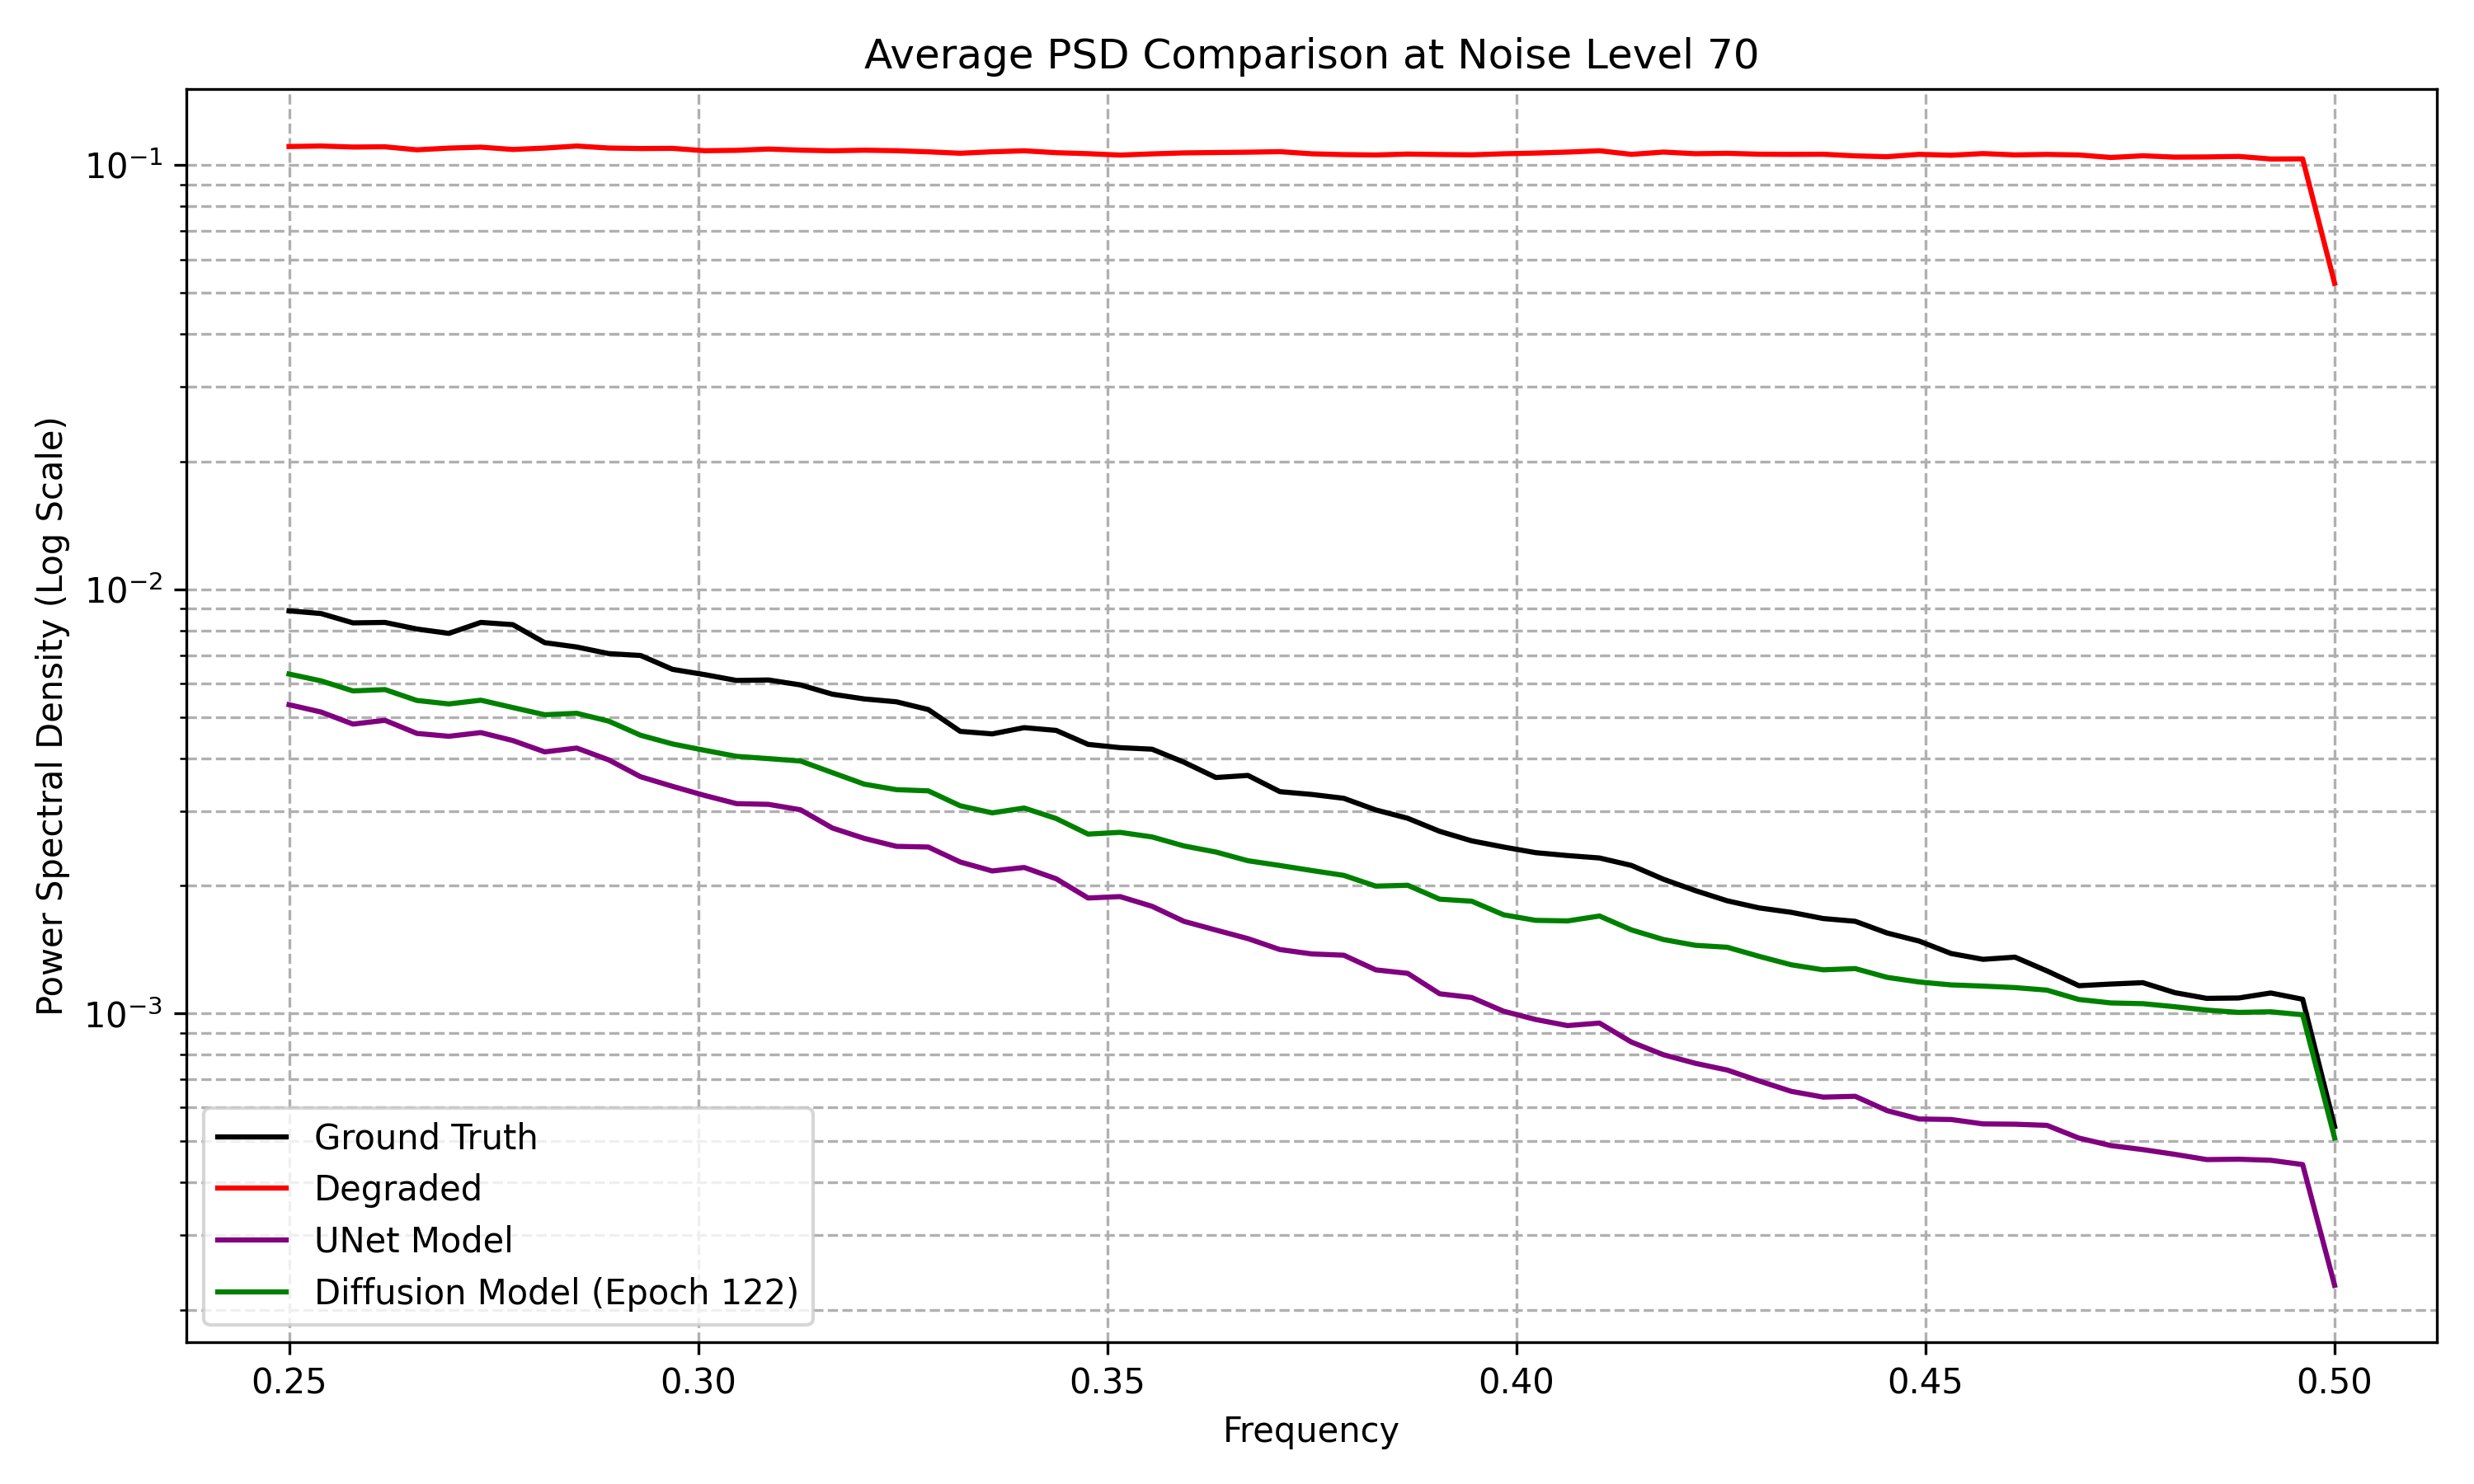 Average PSD Comparison at Noise Level 70
Power Spectral Density (Log Scale)
10⁻¹
10⁻²
10⁻³
Ground Truth
Degraded
UNet Model
Diffusion Model (Epoch 122)
0.25 0.30 0.35 0.40 0.45 0.50
Frequency